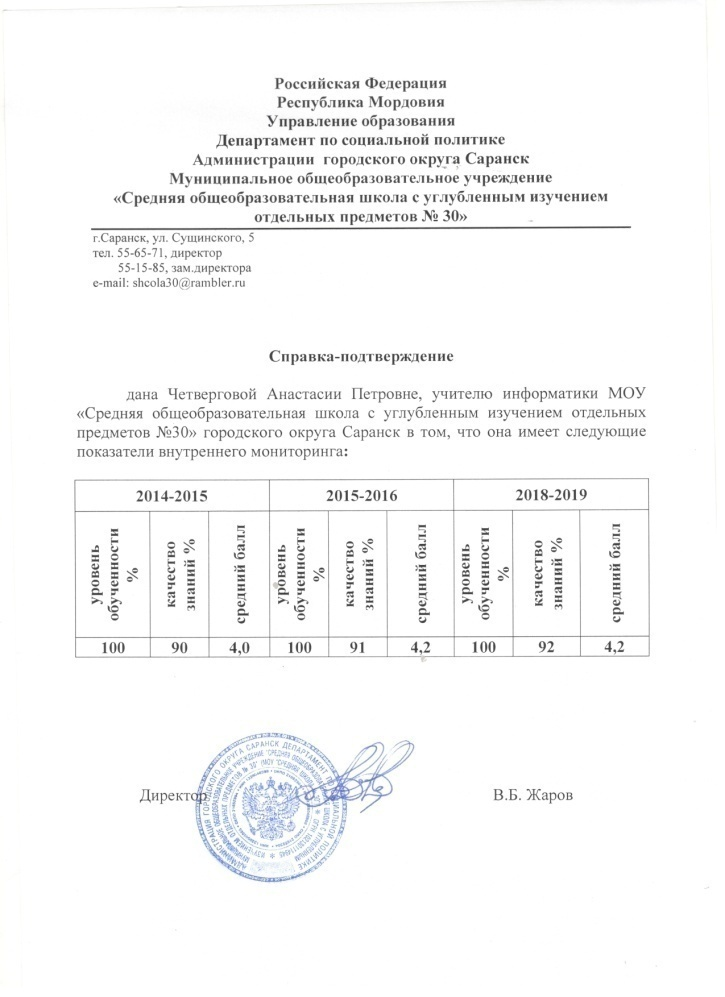 Российская Федерация
Республика Мордовия
Управление образования
Департамент по социальной политике
Администрации городского округа Саранск
Муниципальное общеобразовательное учреждение
«Средняя общеобразовательная школа с углубленным изучением
отдельных предметов № 30»
г.Саранск, ул. Сущинского, 5
тел. 55-65-71, директор
55-15-85, зам.директора
e-mail: shcola30@rambler.ru
Справка-подтверждение
дана Четверговой Анастасии Петровне, учителю информатики МОУ
«Средняя общеобразовательная школа с углубленным изучением отдельных
предметов №30» городского округа Саранск в том, что она имеет следующие
показатели внутреннего мониторинга:
2014-2015 2015-2016 2018-2019
уровень обученности % качество знаний % средний балл уровень обученности % качество знаний % средний балл уровень обученности % качество знаний % средний балл
100 90 4,0 100 91 4,2 100 92 4,2
Директор В.Б. Жаров